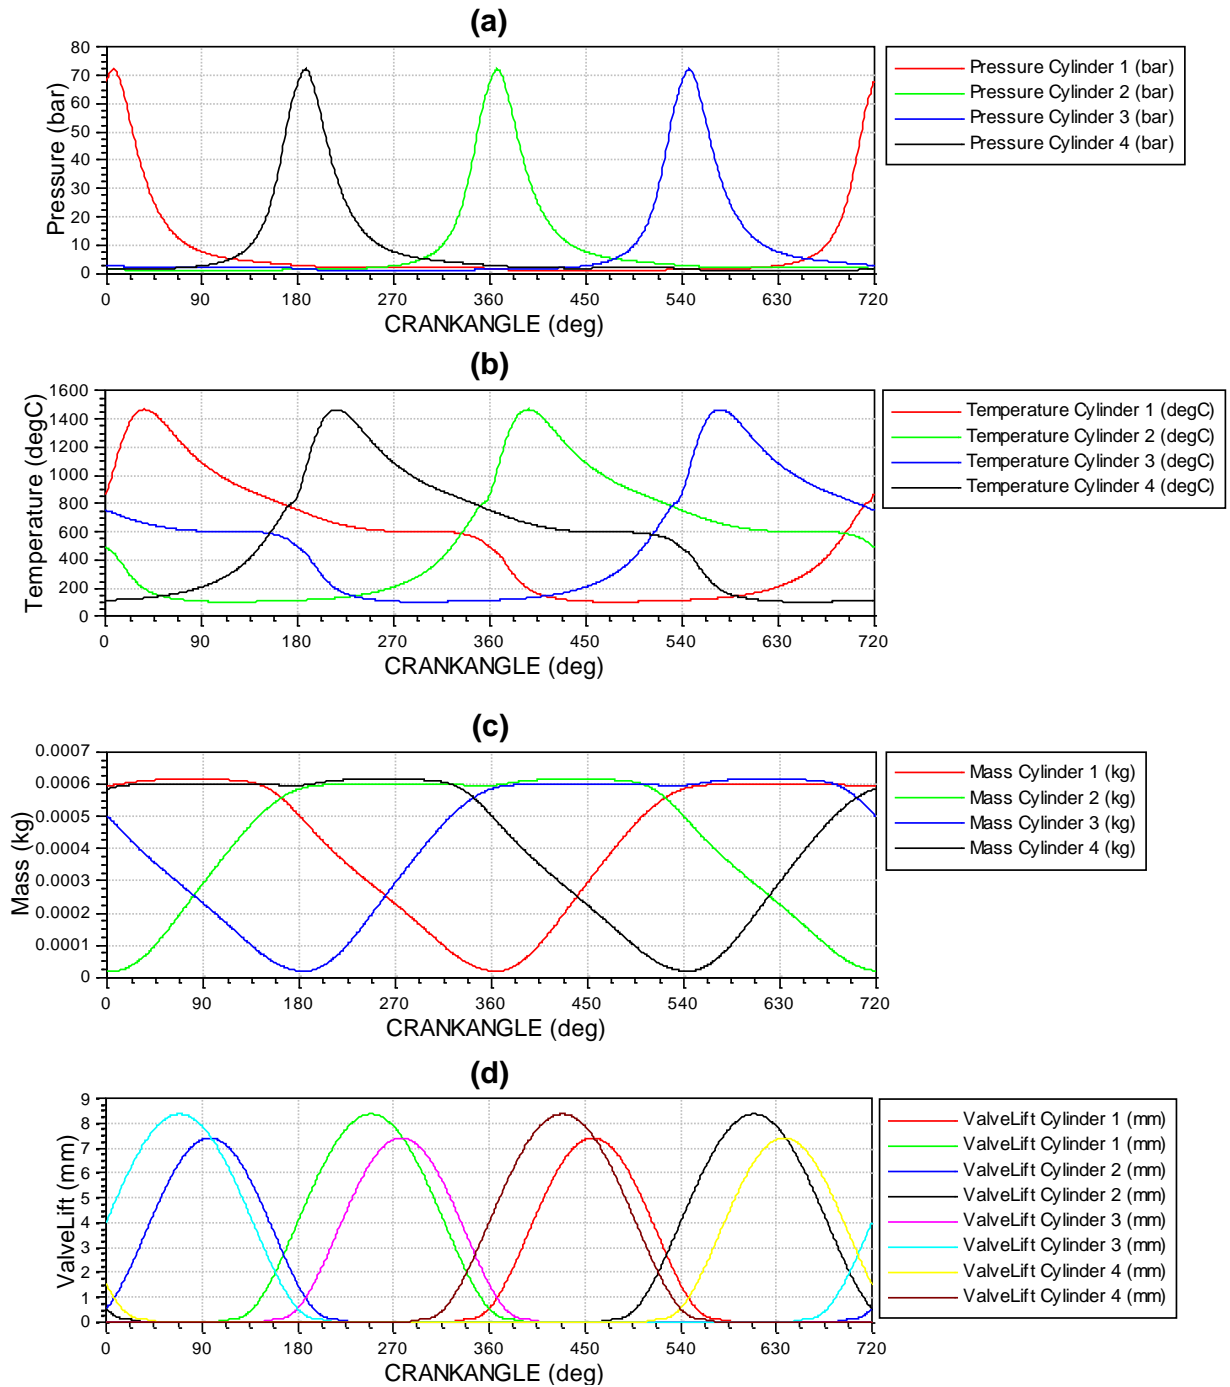 (a)
Pressure (bar)
80
70
60
50
40
30
20
10
0
0 90 180 270 360 450 540 630 720
CRANKANGLE (deg)
Pressure Cylinder 1 (bar)
Pressure Cylinder 2 (bar)
Pressure Cylinder 3 (bar)
Pressure Cylinder 4 (bar)
(b)
Temperature (degC)
1600
1400
1200
1000
800
600
400
200
0
0 90 180 270 360 450 540 630 720
CRANKANGLE (deg)
Temperature Cylinder 1 (degC)
Temperature Cylinder 2 (degC)
Temperature Cylinder 3 (degC)
Temperature Cylinder 4 (degC)
(c)
Mass (kg)
0.0007
0.0006
0.0005
0.0004
0.0003
0.0002
0.0001
0
0 90 180 270 360 450 540 630 720
CRANKANGLE (deg)
Mass Cylinder 1 (kg)
Mass Cylinder 2 (kg)
Mass Cylinder 3 (kg)
Mass Cylinder 4 (kg)
(d)
ValveLift (mm)
9
8
7
6
5
4
3
2
1
0
0 90 180 270 360 450 540 630 720
CRANKANGLE (deg)
ValveLift Cylinder 1 (mm)
ValveLift Cylinder 1 (mm)
ValveLift Cylinder 2 (mm)
ValveLift Cylinder 2 (mm)
ValveLift Cylinder 3 (mm)
ValveLift Cylinder 3 (mm)
ValveLift Cylinder 4 (mm)
ValveLift Cylinder 4 (mm)